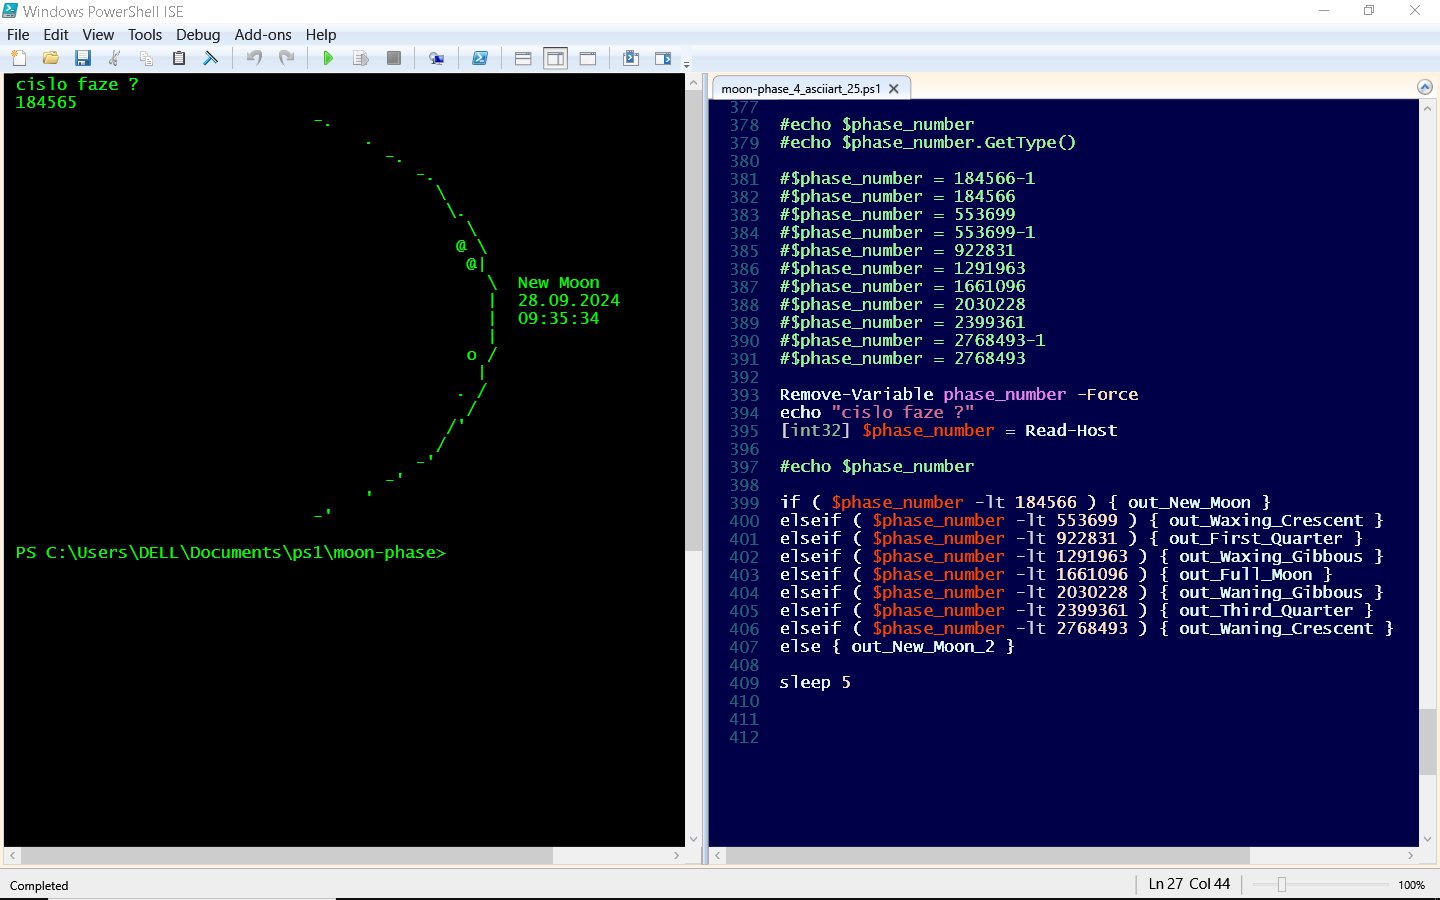 Windows PowerShell ISE
File Edit View Tools Debug Add-ons Help
cislo faze ?
184565
-.
.
-.
-.
\
\.
\
@ \
@|
\ New Moon
| 28.09.2024
| 09:35:34
|
o /
|
. /
/
/'
/
-'
-'
'
-'
PS C:\Users\DELL\Documents\ps1\moon-phase>
moon-phase_4_asciiart_25.ps1
377
378 #echo $phase_number
379 #echo $phase_number.GetType()
380
381 #$phase_number = 184566-1
382 #$phase_number = 184566
383 #$phase_number = 553699
384 #$phase_number = 553699-1
385 #$phase_number = 922831
386 #$phase_number = 1291963
387 #$phase_number = 1661096
388 #$phase_number = 2030228
389 #$phase_number = 2399361
390 #$phase_number = 2768493-1
391 #$phase_number = 2768493
392
393 Remove-Variable phase_number -Force
394 echo "cislo faze ?"
395 [int32] $phase_number = Read-Host
396
397 #echo $phase_number
398
399 if ( $phase_number -lt 184566 ) { out_New_Moon }
400 elseif ( $phase_number -lt 553699 ) { out_Waxing_Crescent }
401 elseif ( $phase_number -lt 922831 ) { out_First_Quarter }
402 elseif ( $phase_number -lt 1291963 ) { out_Waxing_Gibbous }
403 elseif ( $phase_number -lt 1661096 ) { out_Full_Moon }
404 elseif ( $phase_number -lt 2030228 ) { out_Waning_Gibbous }
405 elseif ( $phase_number -lt 2399361 ) { out_Third_Quarter }
406 elseif ( $phase_number -lt 2768493 ) { out_Waning_Crescent }
407 else { out_New_Moon_2 }
408
409 sleep 5
410
411
412
Completed
Ln 27 Col 44
100%